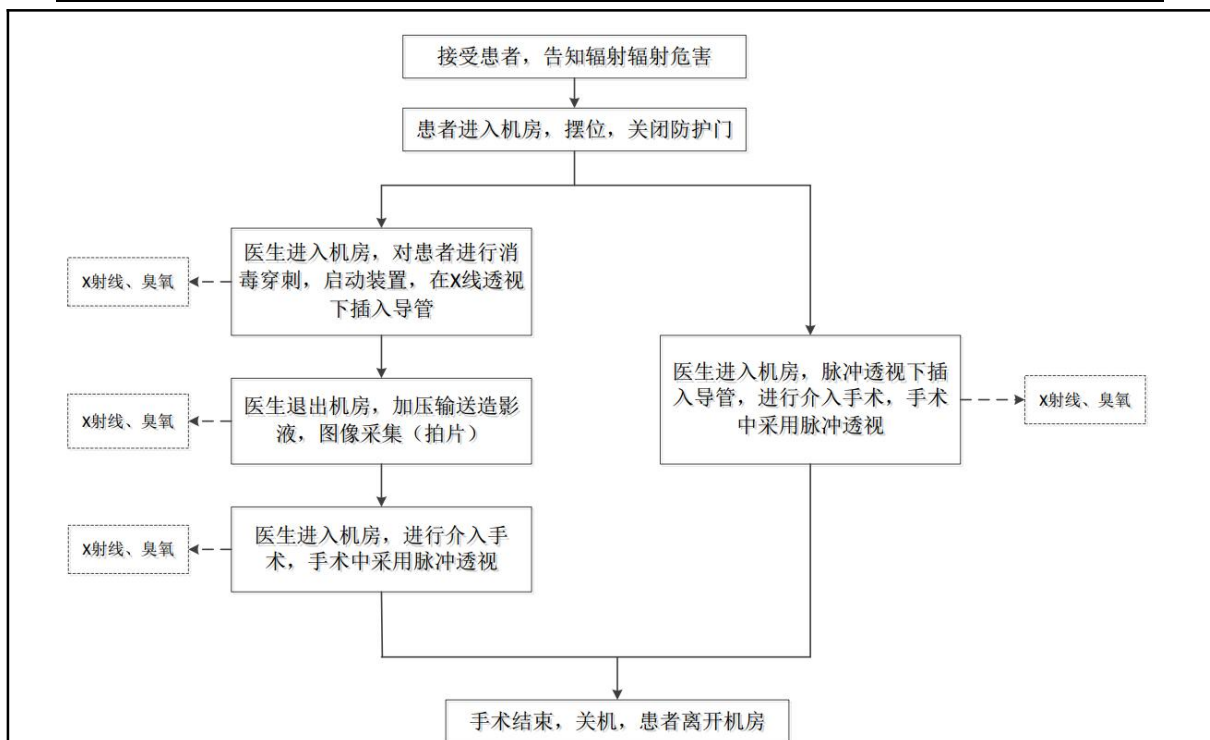 接受患者，告知辐射辐射危害
患者进入机房，摆位，关闭防护门
医生进入机房，对患者进行消
毒穿刺，启动装置，在X线透视
下插入导管
X射线、臭氧
医生退出机房，加压输送造影
液，图像采集（拍片）
X射线、臭氧
医生进入机房，进行介入手
术，手术中采用脉冲透视
X射线、臭氧
医生进入机房，脉冲透视下插
入导管，进行介入手术，手术
中采用脉冲透视
X射线、臭氧
手术结束，关机，患者离开机房